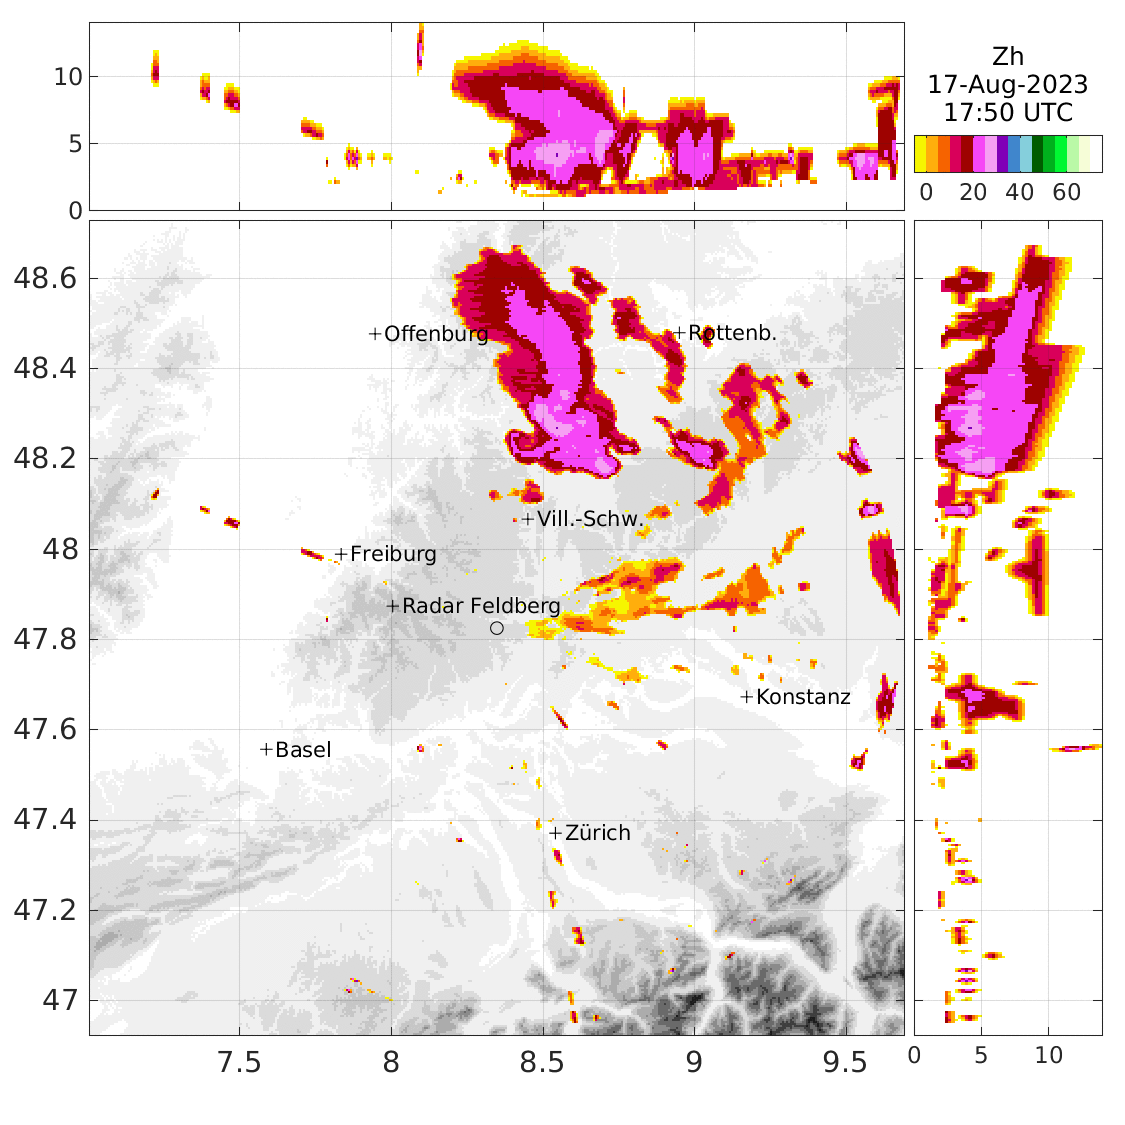 Zh
17-Aug-2023
17:50 UTC
0 20 40 60
10
5
0
48.6
48.4
48.2
48
47.8
47.6
47.4
47.2
47
+Offenburg
+Rottenb.
+Vill.-Schw.
+Freiburg
+Radar Feldberg
+Konstanz
+Basel
+Zürich
7.5 8 8.5 9 9.5
0 5 10